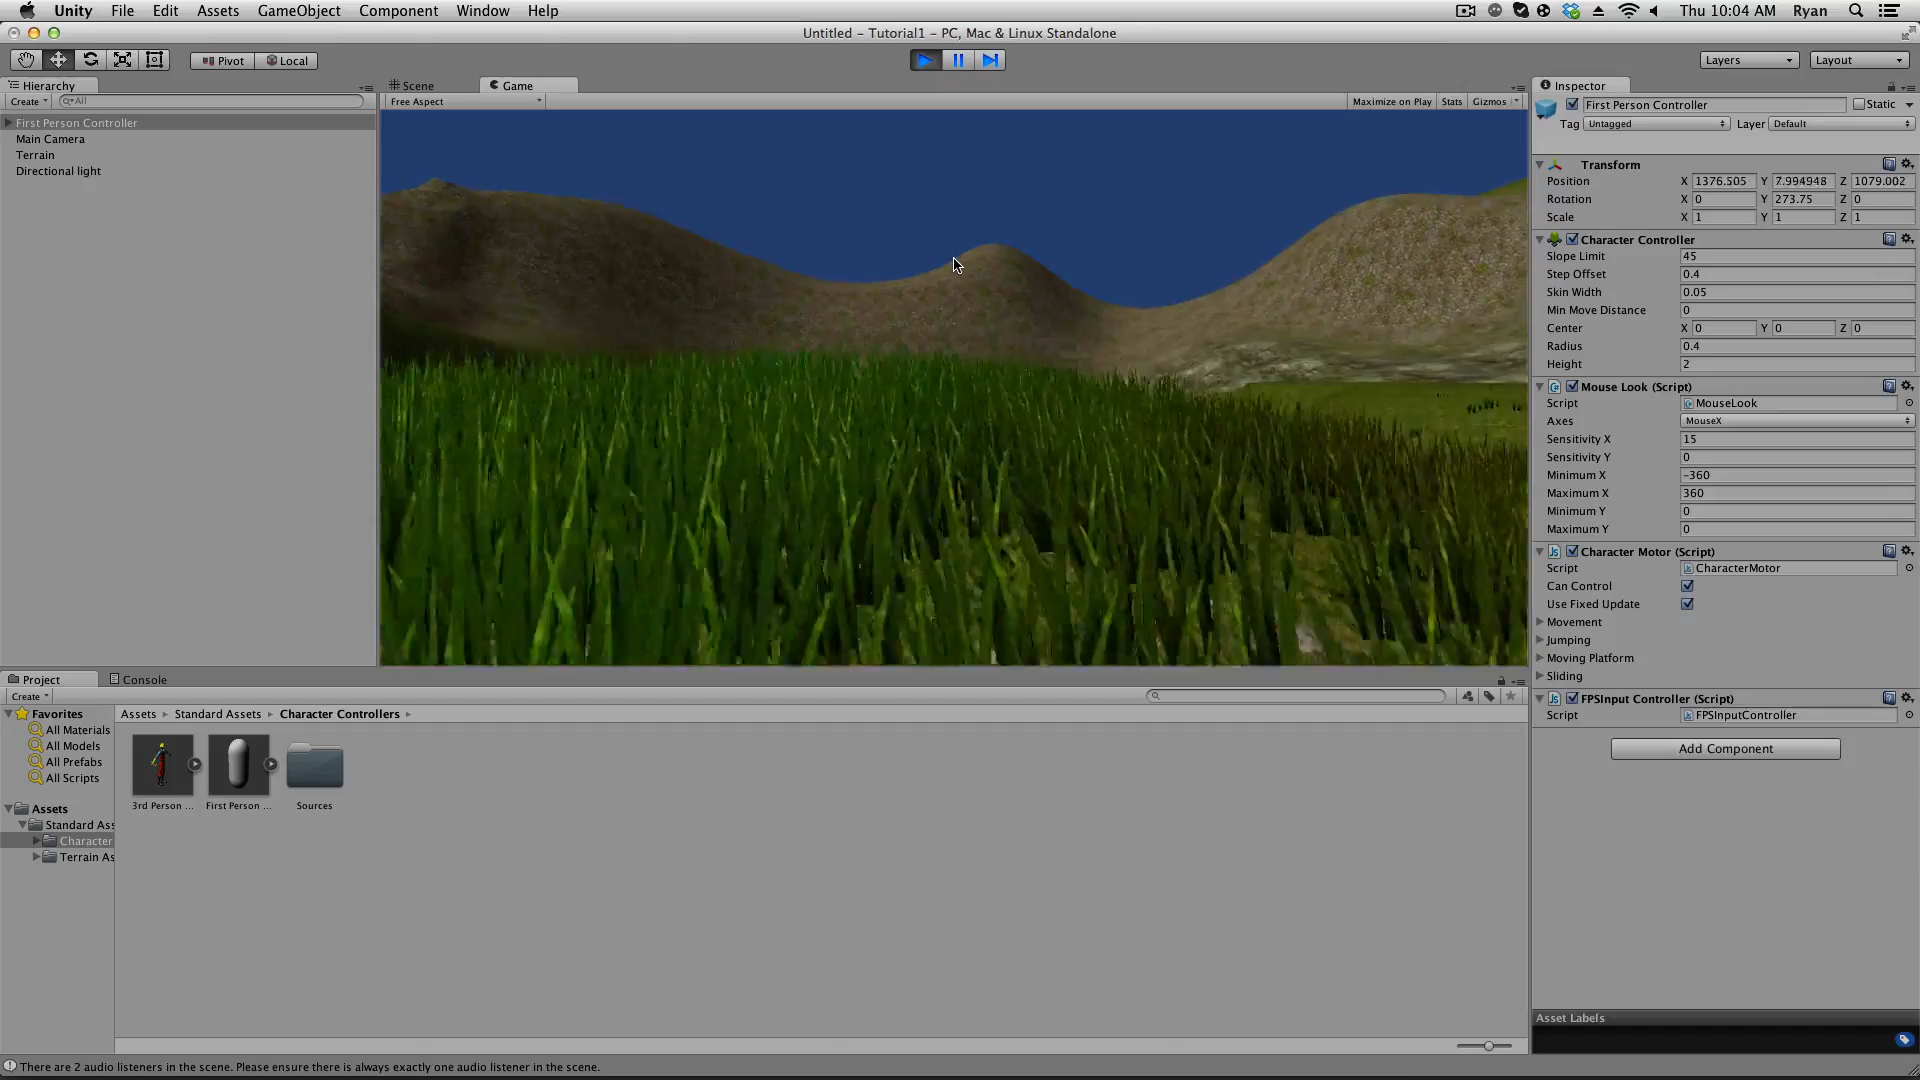 Unity File Edit Assets GameObject Component Window Help Thu 10:04 AM Ryan
Untitled – Tutorial1 – PC, Mac & Linux Standalone
Pivot Local Layers Layout
Hierarchy
Create All
First Person Controller
Main Camera
Terrain
Directional light
Scene Game
Free Aspect Maximize on Play Stats Gizmos
Inspector
First Person Controller Static
Tag Untagged Layer Default
Transform
Position X 1376.505 Y 7.994948 Z 1079.002
Rotation X 0 Y 273.75 Z 0
Scale X 1 Y 1 Z 1
Character Controller
Slope Limit 45
Step Offset 0.4
Skin Width 0.05
Min Move Distance 0
Center X 0 Y 0 Z 0
Radius 0.4
Height 2
Mouse Look (Script)
Script MouseLook
Axes MouseX
Sensitivity X 15
Sensitivity Y 0
Minimum X -360
Maximum X 360
Minimum Y 0
Maximum Y 0
Character Motor (Script)
Script CharacterMotor
Can Control
Use Fixed Update
Movement
Jumping
Moving Platform
Sliding
FPSInput Controller (Script)
Script FPSInputController
Add Component
Asset Labels
Project Console
Create
Favorites
All Materials
All Models
All Prefabs
All Scripts
Assets
Standard Ass
Character
Terrain As
Assets Standard Assets Character Controllers
3rd Person ... First Person ... Sources
There are 2 audio listeners in the scene. Please ensure there is always exactly one audio listener in the scene.